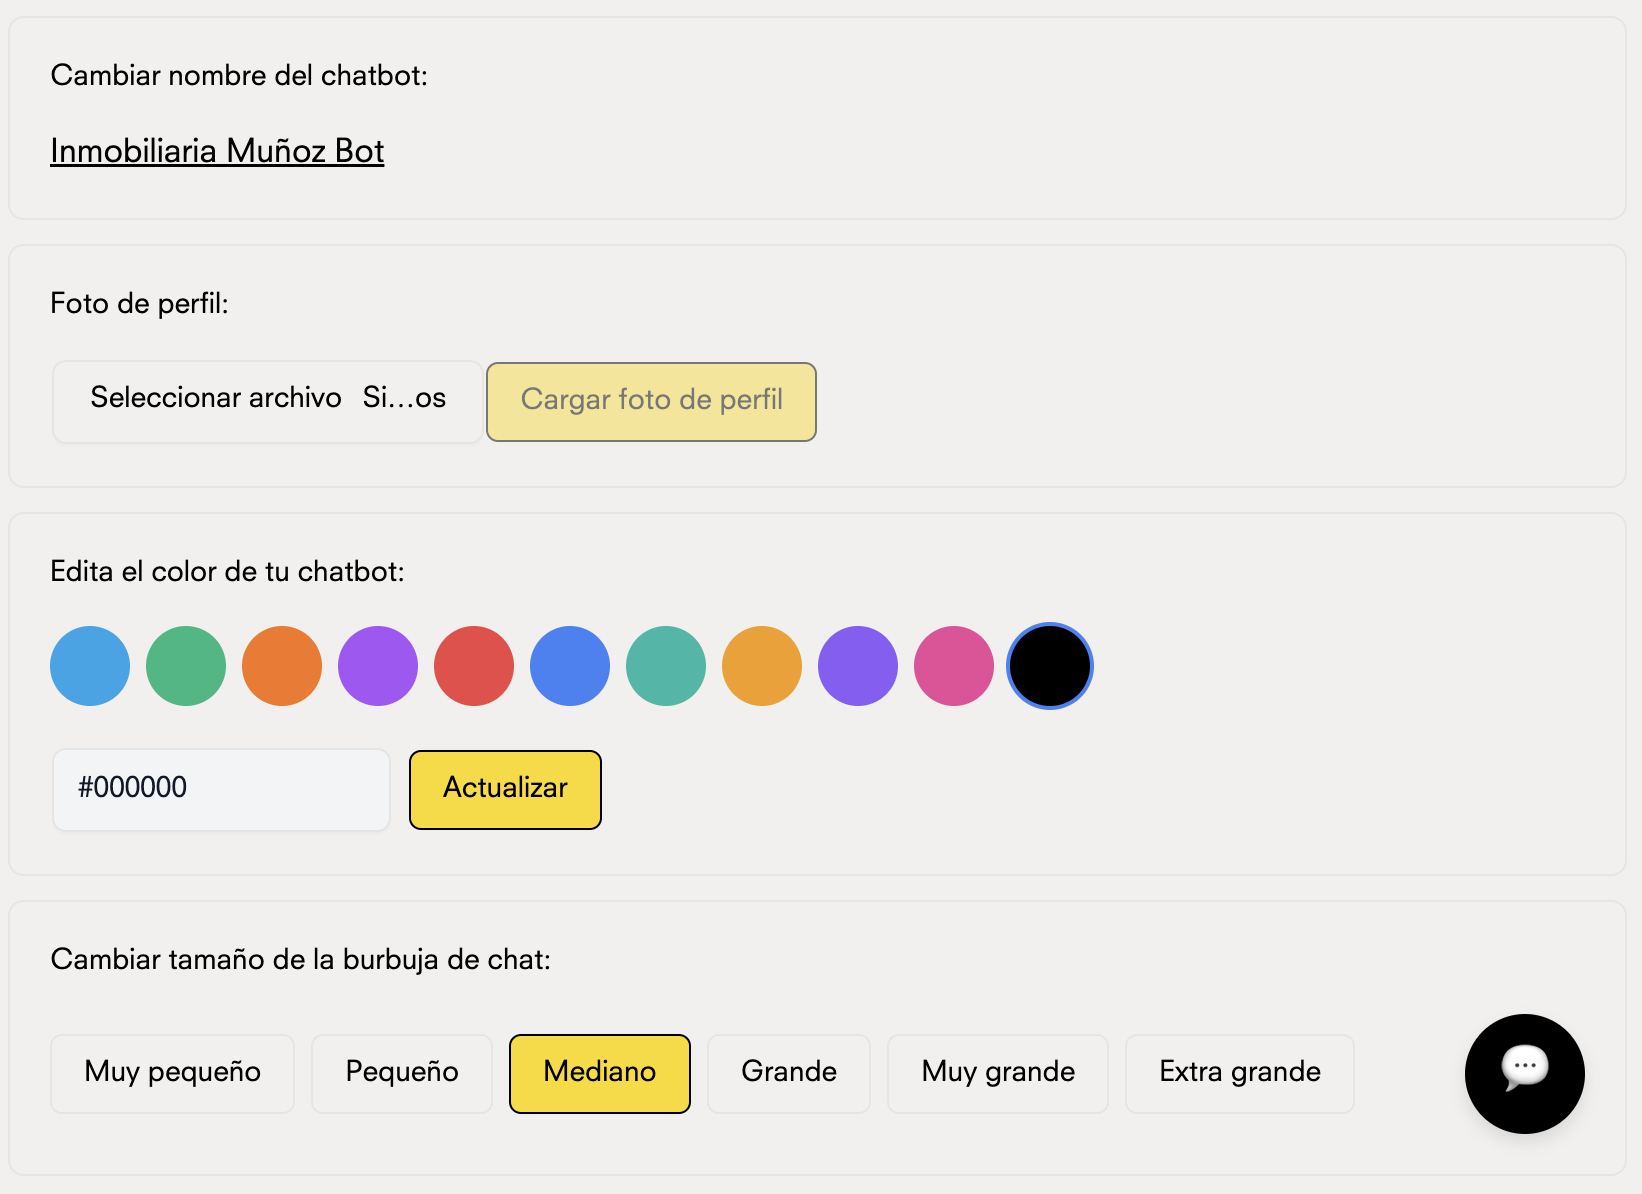 Cambiar nombre del chatbot:
Inmobiliaria Muñoz Bot
Foto de perfil:
Seleccionar archivo Si...os Cargar foto de perfil
Edita el color de tu chatbot:
#000000 Actualizar
Cambiar tamaño de la burbuja de chat:
Muy pequeño Pequeño Mediano Grande Muy grande Extra grande